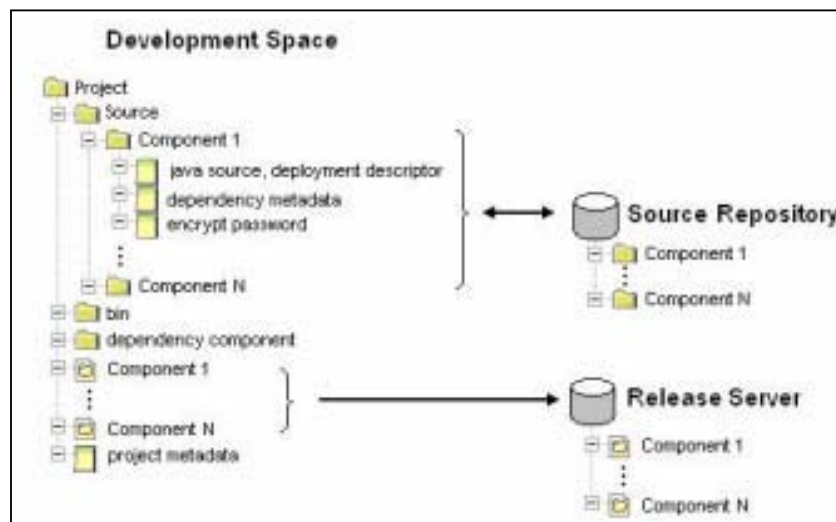 Development Space
Project
Source
Component 1
java source, deployment descriptor
dependency metadata
encrypt password
Component N
bin
dependency component
Component 1
Component N
project metadata
Source Repository
Component 1
Component N
Release Server
Component 1
Component N